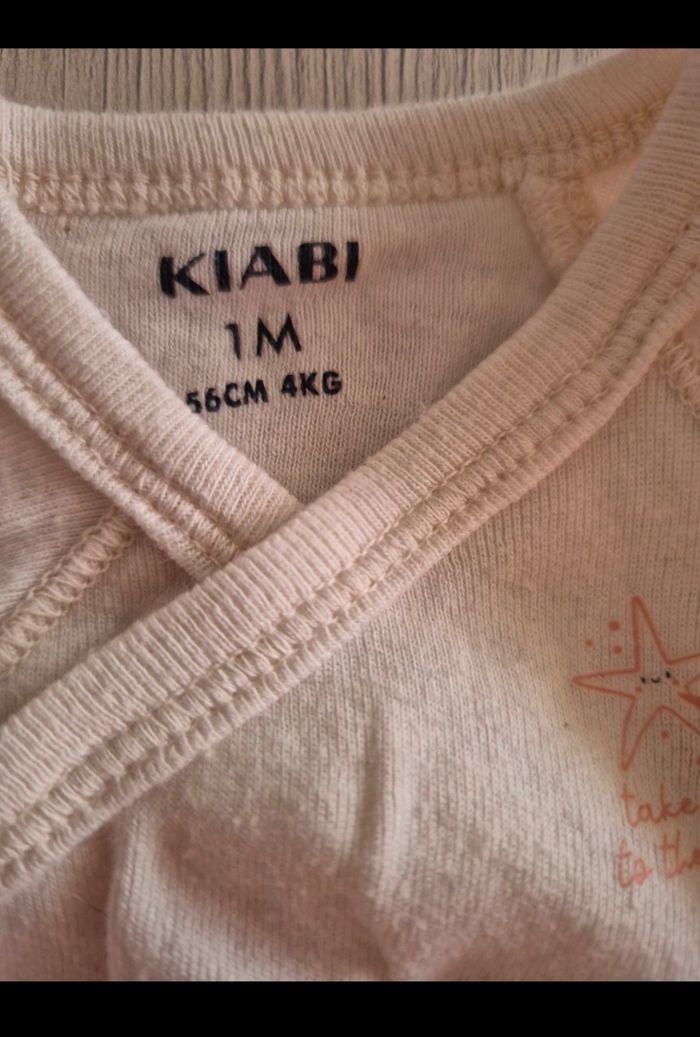 KIABI
1M
56CM 4KG
take
to the